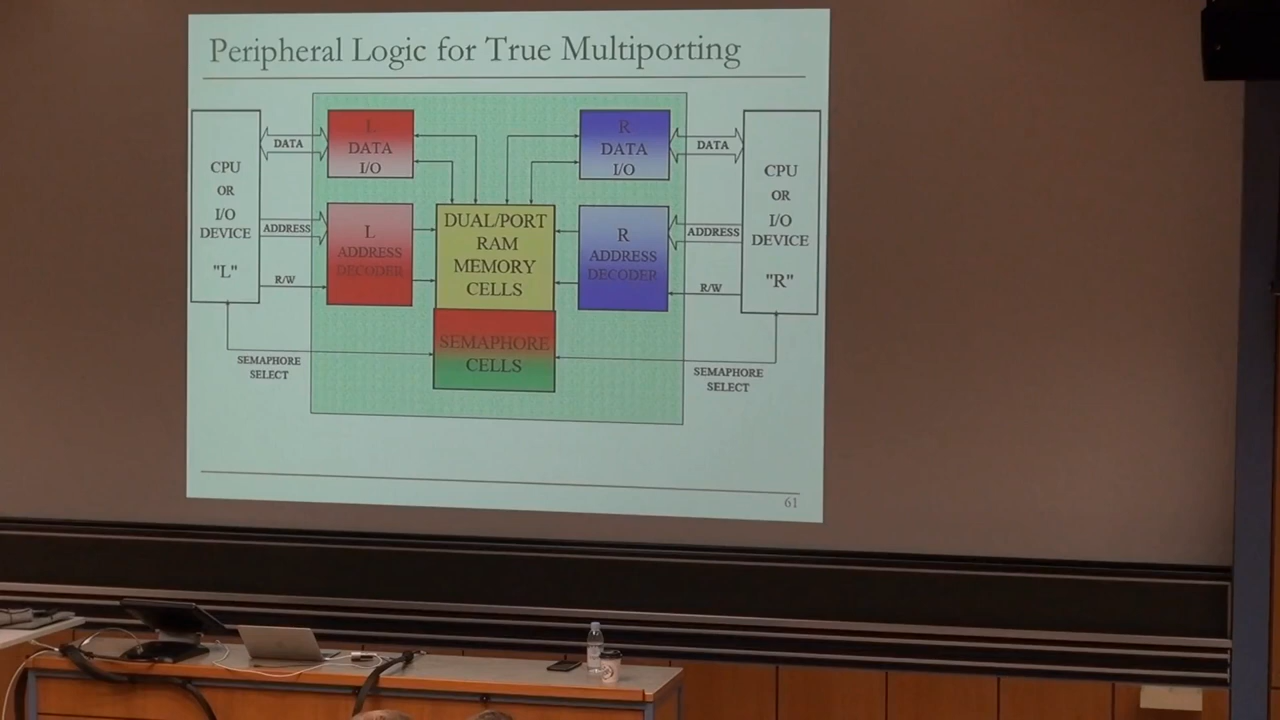 Peripheral Logic for True Multiporting
CPU
OR
I/O
DEVICE
"L"
DATA
ADDRESS
R/W
SEMAPHORE
SELECT
L
DATA
I/O
L
ADDRESS
DECODER
DUAL/PORT
RAM
MEMORY
CELLS
SEMAPHORE
CELLS
R
DATA
I/O
R
ADDRESS
DECODER
DATA
ADDRESS
R/W
SEMAPHORE
SELECT
CPU
OR
I/O
DEVICE
"R"
61